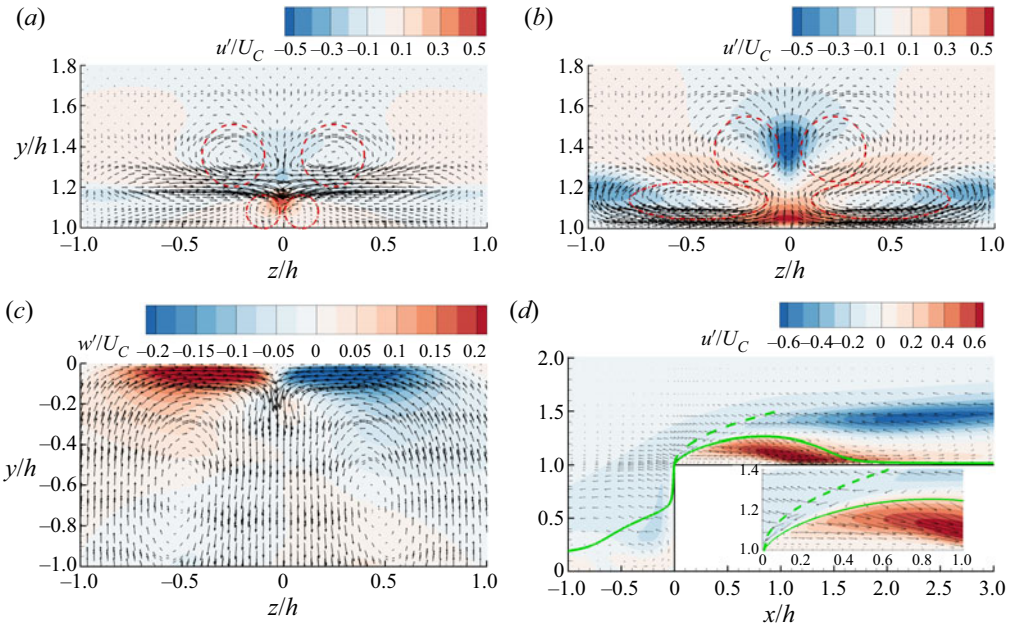 (a)
u′/U_C
−0.5 −0.3 −0.1 0.1 0.3 0.5
1.8
1.6
y/h 1.4
1.2
1.0
−1.0 −0.5 0 0.5 1.0
z/h
(b)
u′/U_C
−0.5 −0.3 −0.1 0.1 0.3 0.5
1.8
1.6
1.4
1.2
1.0
−1.0 −0.5 0 0.5 1.0
z/h
(c)
w′/U_C
−0.2 −0.15 −0.1 −0.05 0 0.05 0.1 0.15 0.2
0
−0.2
−0.4
y/h
−0.6
−0.8
−1.0
−1.0 −0.5 0 0.5 1.0
z/h
(d)
u′/U_C
−0.6 −0.4 −0.2 0 0.2 0.4 0.6
2.0
1.5
1.0
0.5
0
−1.0 −0.5 0 0.5 1.0 1.5 2.0 2.5 3.0
x/h
1.4
1.2
1.0
0 0.2 0.4 0.6 0.8 1.0